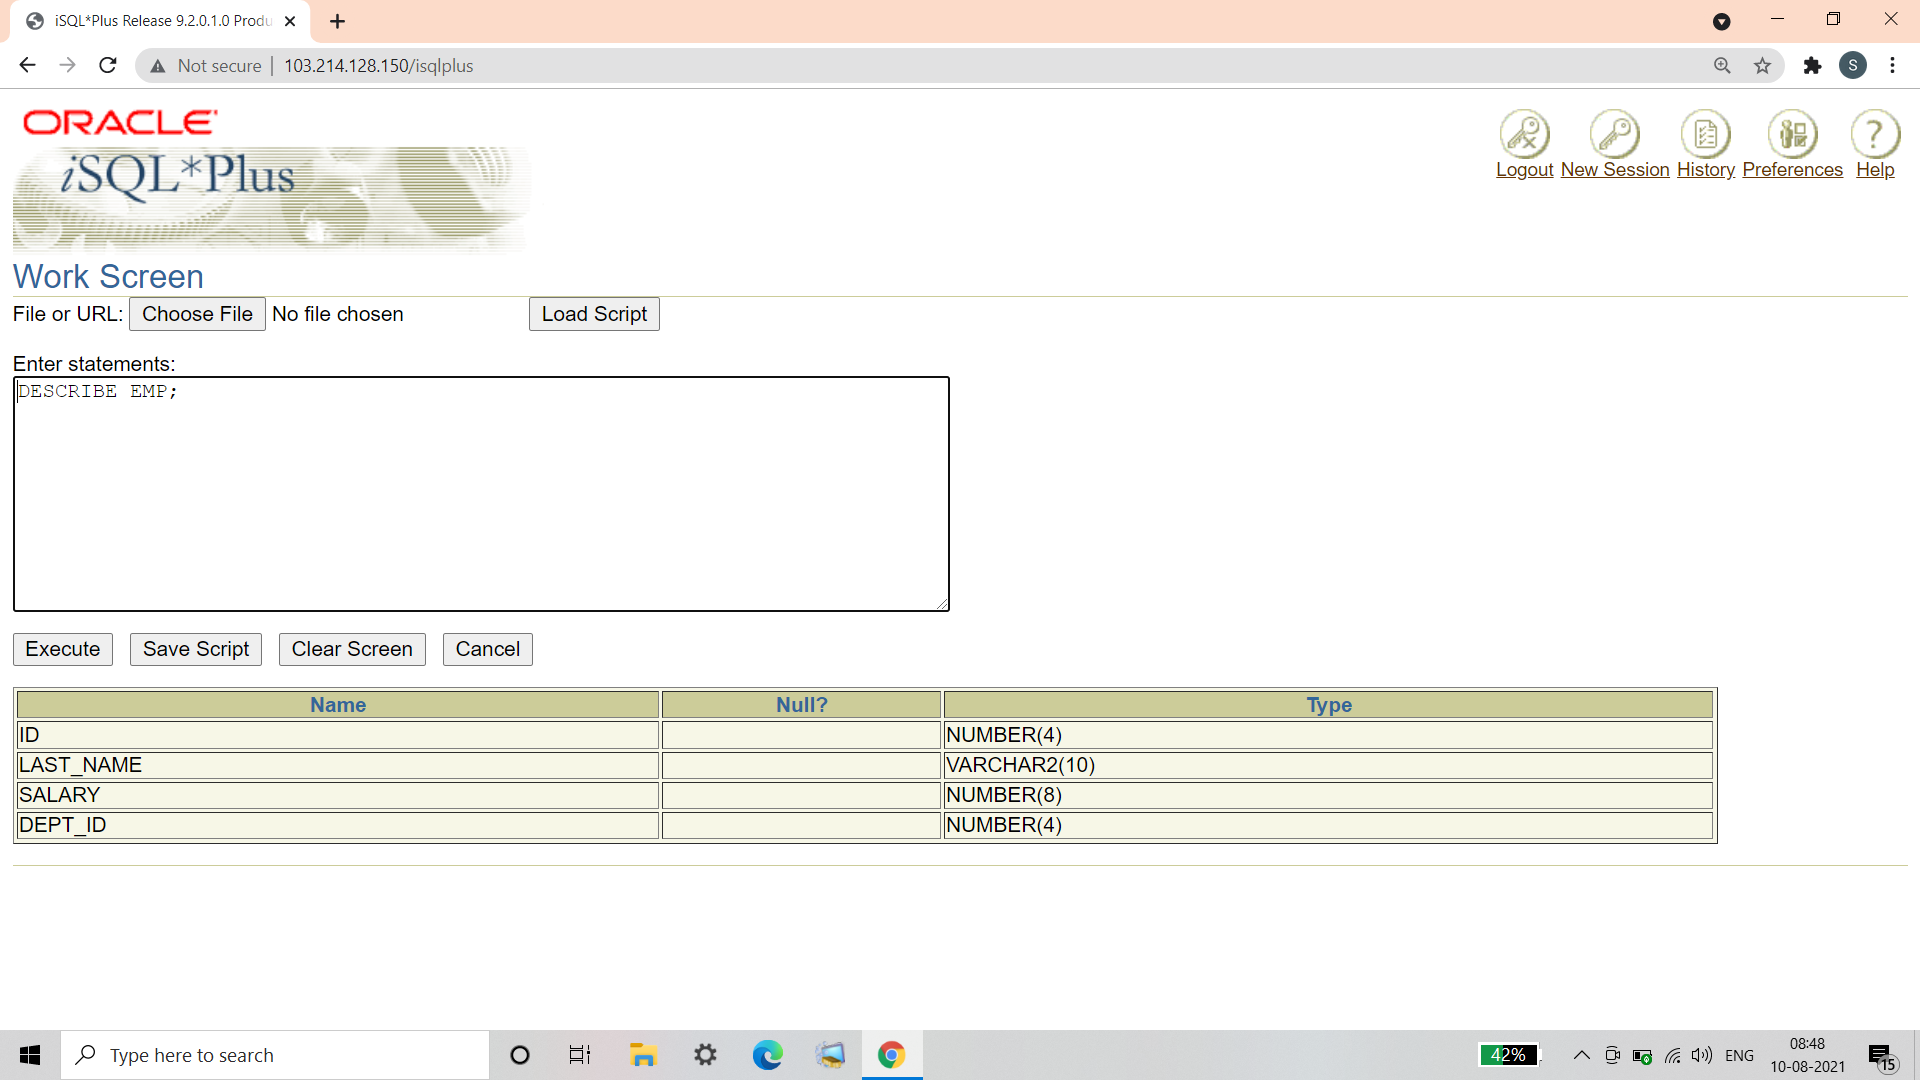 iSQL*Plus Release 9.2.0.1.0 Produ
Not secure
103.214.128.150/isqlplus
S
ORACLE
iSQL*Plus
Logout New Session History Preferences Help
Work Screen
File or URL: Choose File No file chosen Load Script
Enter statements:
DESCRIBE EMP;
Execute Save Script Clear Screen Cancel
Name Null? Type
ID NUMBER(4)
LAST_NAME VARCHAR2(10)
SALARY NUMBER(8)
DEPT_ID NUMBER(4)
Type here to search
42%
ENG
08:48
10-08-2021
15